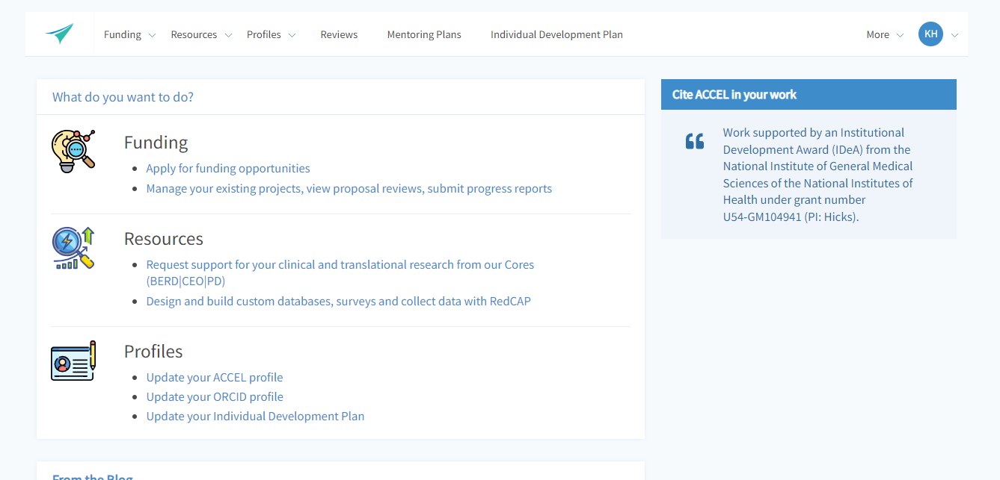 Funding Resources Profiles Reviews Mentoring Plans Individual Development Plan More KH
What do you want to do?
Funding
Apply for funding opportunities
Manage your existing projects, view proposal reviews, submit progress reports
Resources
Request support for your clinical and translational research from our Cores
(BERD|CEO|PD)
Design and build custom databases, surveys and collect data with RedCAP
Profiles
Update your ACCEL profile
Update your ORCID profile
Update your Individual Development Plan
From the Blog
Cite ACCEL in your work
Work supported by an Institutional
Development Award (IDeA) from the
National Institute of General Medical
Sciences of the National Institutes of
Health under grant number
U54-GM104941 (PI: Hicks).